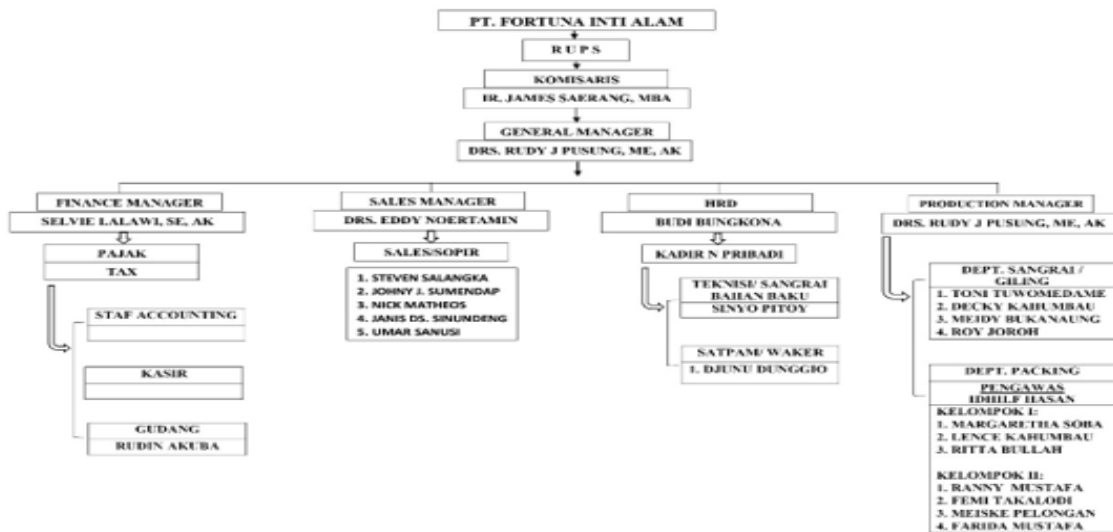 PT. FORTUNA INTI ALAM
R U P S
KOMISARIS
IR. JAMES SAERANG, MBA
GENERAL MANAGER
DRS. RUDY J PUSUNG, ME, AK
FINANCE MANAGER
SELVIE LALAWI, SE, AK
PAJAK
TAX
STAF ACCOUNTING
KASIR
GUDANG
RUDIN AKUBA
SALES MANAGER
DRS. EDDY NOERTAMIN
SALES/SOPIR
1. STEVEN SALANGKA
2. JOHNY J. SUMENDAP
3. NICK MATHEOS
4. JANIS DS. SINUNDENG
5. UMAR SANUSI
HRD
BUDI BUNGKONA
KADIR N PRIBADI
TEKNISI/ SANGRAI
BAHAN BAKU
SINYO PITOY
SATPAM/ WAKER
1. DJUNU DUNGGIO
PRODUCTION MANAGER
DRS. RUDY J PUSUNG, ME, AK
DEPT. SANGRAI /
GILING
1. TONI TUWOMEDAME
2. DECKY KAHUMBAU
3. MEIDY BUKANAUNG
4. ROY JOROH
DEPT. PACKING
PENGAWAS
HASAN
KELOMPOK I:
1. MARGARETHA SOBA
2. LENCE KAHUMBAU
3. RITTA BULLAH
KELOMPOK II:
1. RANNY MUSTAFA
2. FEMI TAKALODI
3. MEISKE PELONGAN
4. FARIDA MUSTAFA